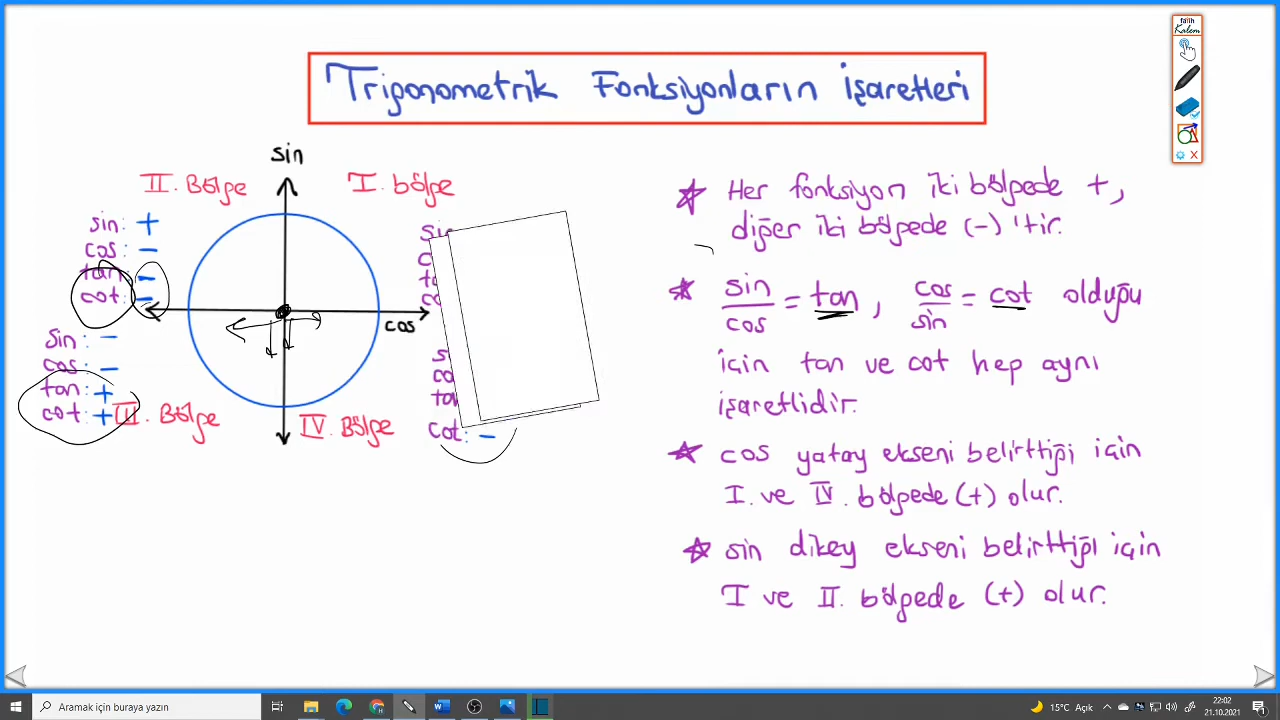 fatih
Kalem
Trigonometrik Fonksiyonların İşaretleri
sin
II. Bölge
I. bölge
sin: +
cos: -
tan: -
cot: -
cos
sin: -
cos: -
tan: +
cot: +
III. Bölge
IV. Bölge
cot: -
Her fonksiyon iki bölgede +,
diğer iki bölgede (-) 'tir.
sin/cos = tan, cos/sin = cot olduğu
için tan ve cot hep aynı
işaretlidir.
cos yatay ekseni belirttiği için
I. ve IV. bölgede (+) olur.
sin dikey ekseni belirttiği için
I ve II. bölgede (+) olur.
Aramak için buraya yazın
15°C Açık
22:02
21.10.2021